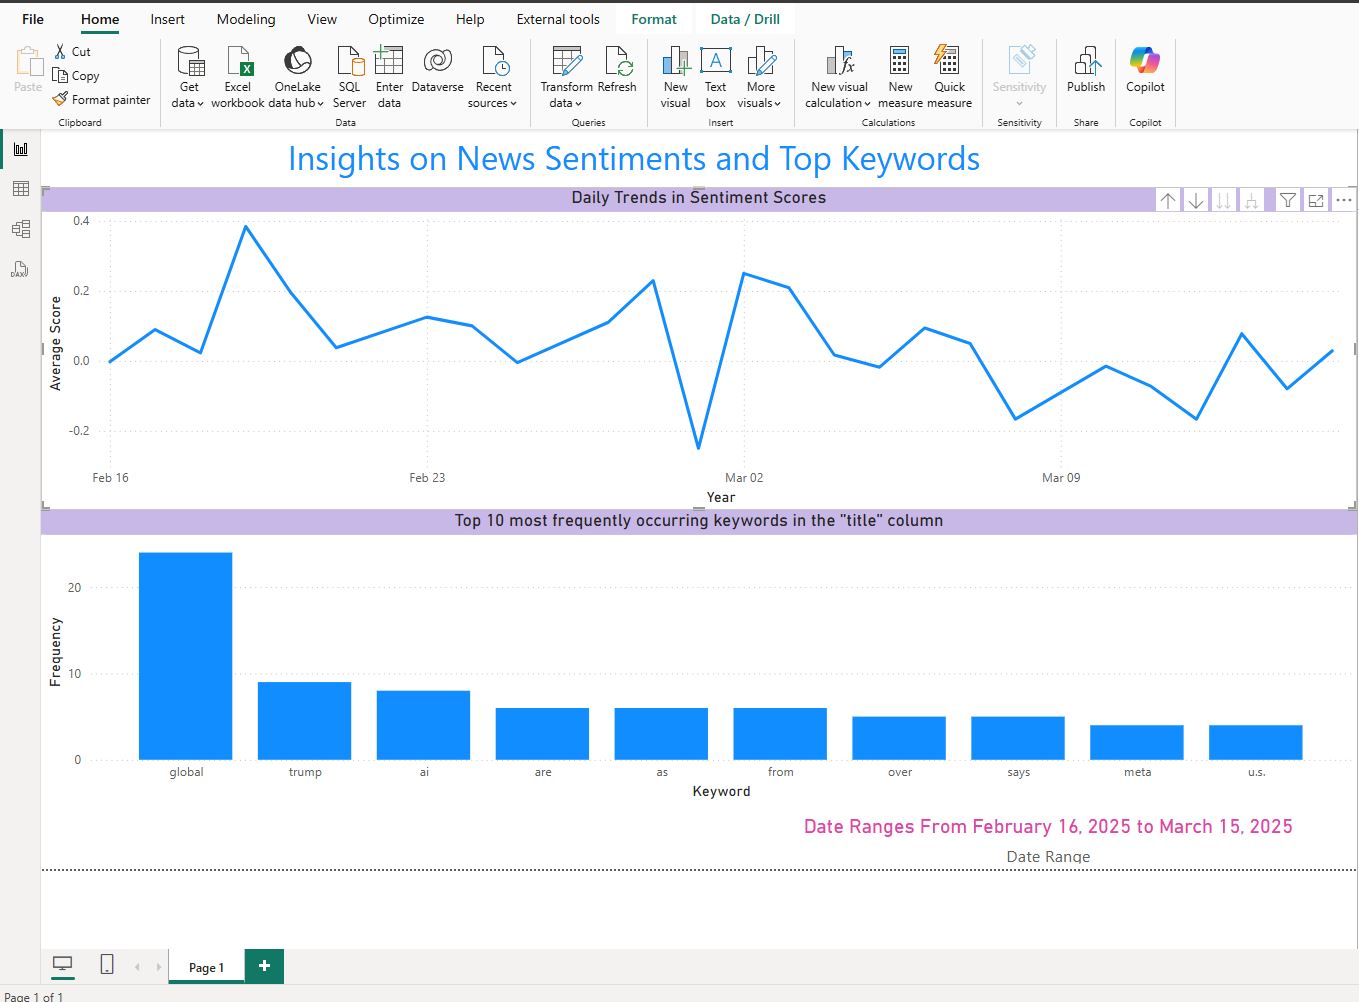 File Home Insert Modeling View Optimize Help External tools Format Data / Drill
Paste
Cut
Copy
Format painter
Clipboard
Get data
Excel workbook
OneLake data hub
SQL Server
Enter data
Dataverse
Recent sources
Data
Transform data
Refresh
Queries
New visual
Text box
More visuals
Insert
New visual calculation
New measure
Quick measure
Calculations
Sensitivity
Sensitivity
Publish
Share
Copilot
Copilot
Insights on News Sentiments and Top Keywords
Daily Trends in Sentiment Scores
Average Score
0.4
0.2
0.0
-0.2
Feb 16 Feb 23 Mar 02 Mar 09
Year
Top 10 most frequently occurring keywords in the "title" column
Frequency
20
10
0
global trump ai are as from over says meta u.s.
Keyword
Date Ranges From February 16, 2025 to March 15, 2025
Date Range
Page 1
Page 1 of 1